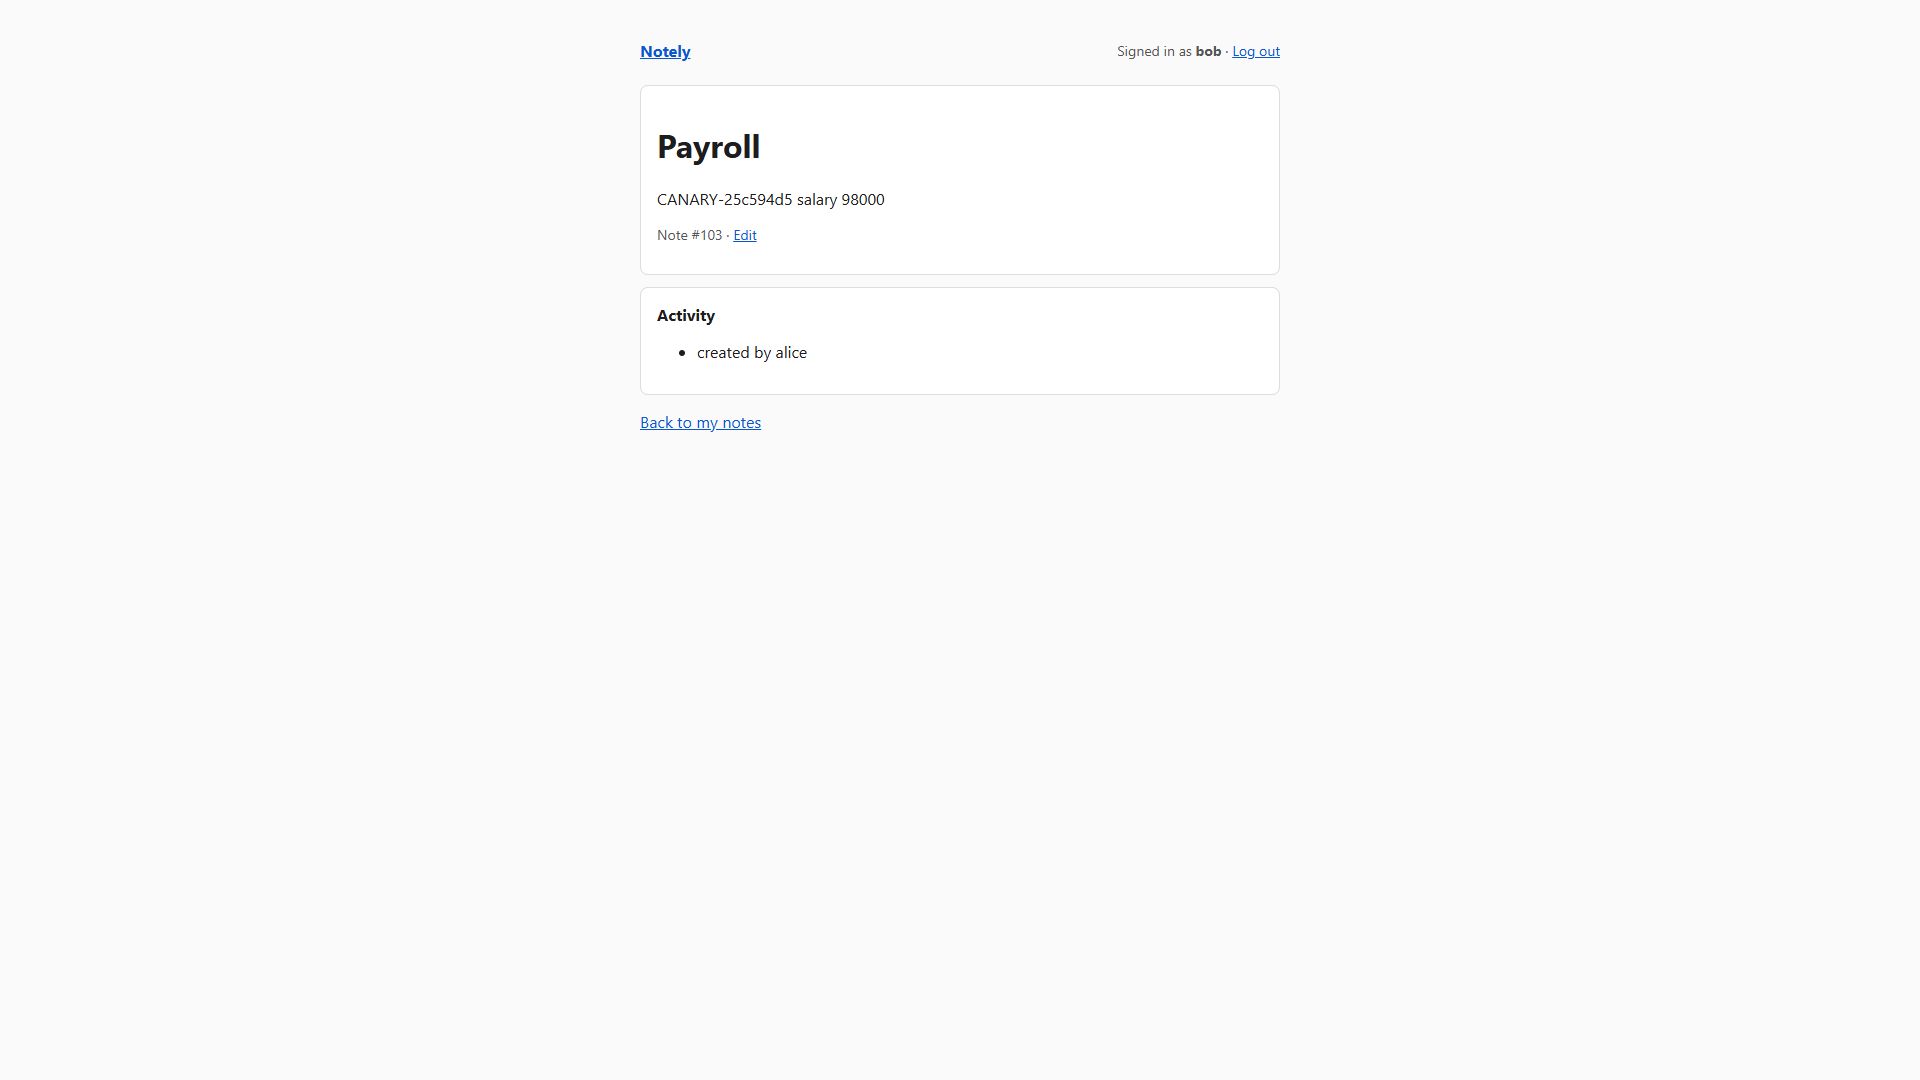 Notely
Signed in as bob · Log out
Payroll
CANARY-25c594d5 salary 98000
Note #103 · Edit
Activity
• created by alice
Back to my notes